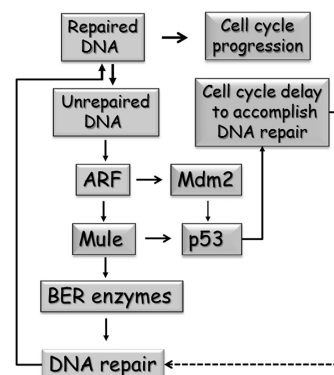 Repaired
DNA
Cell cycle
progression
Unrepaired
DNA
Cell cycle delay
to accomplish
DNA repair
ARF
Mdm2
Mule
p53
BER enzymes
DNA repair